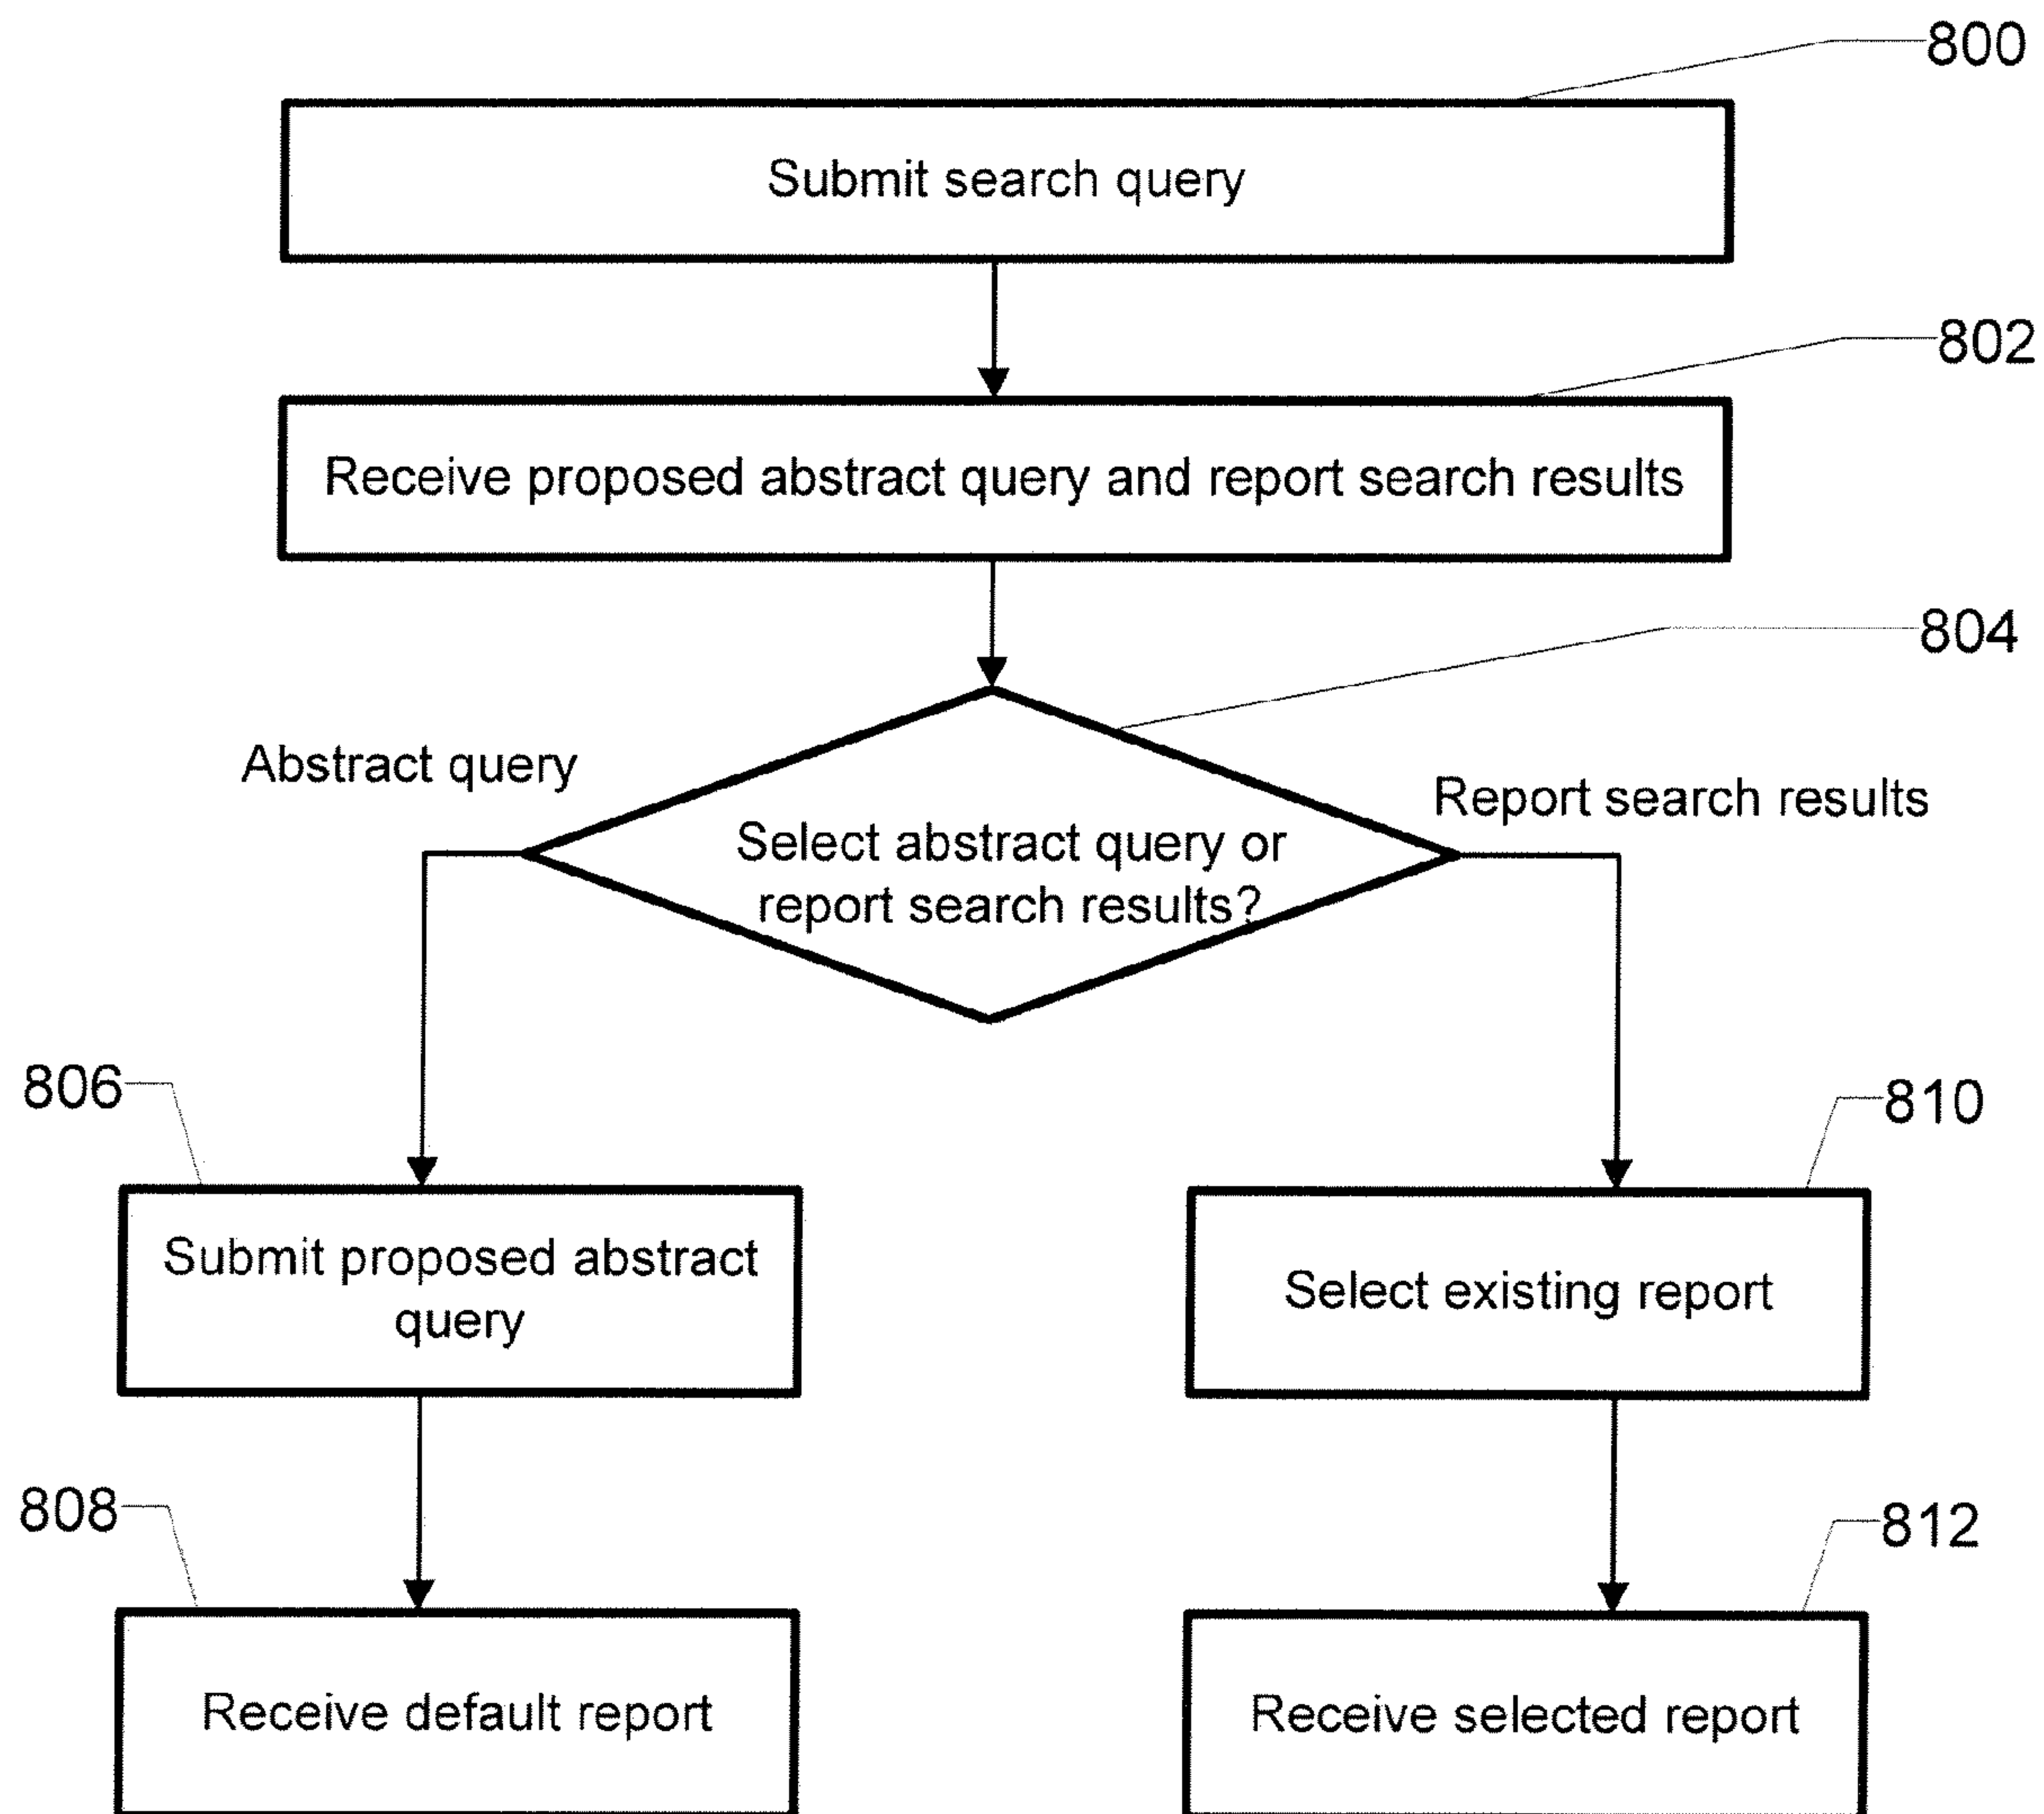 800
Submit search query
802
Receive proposed abstract query and report search results
804
Abstract query
Report search results
Select abstract query or
report search results?
806
810
Submit proposed abstract
query
Select existing report
808
812
Receive default report
Receive selected report